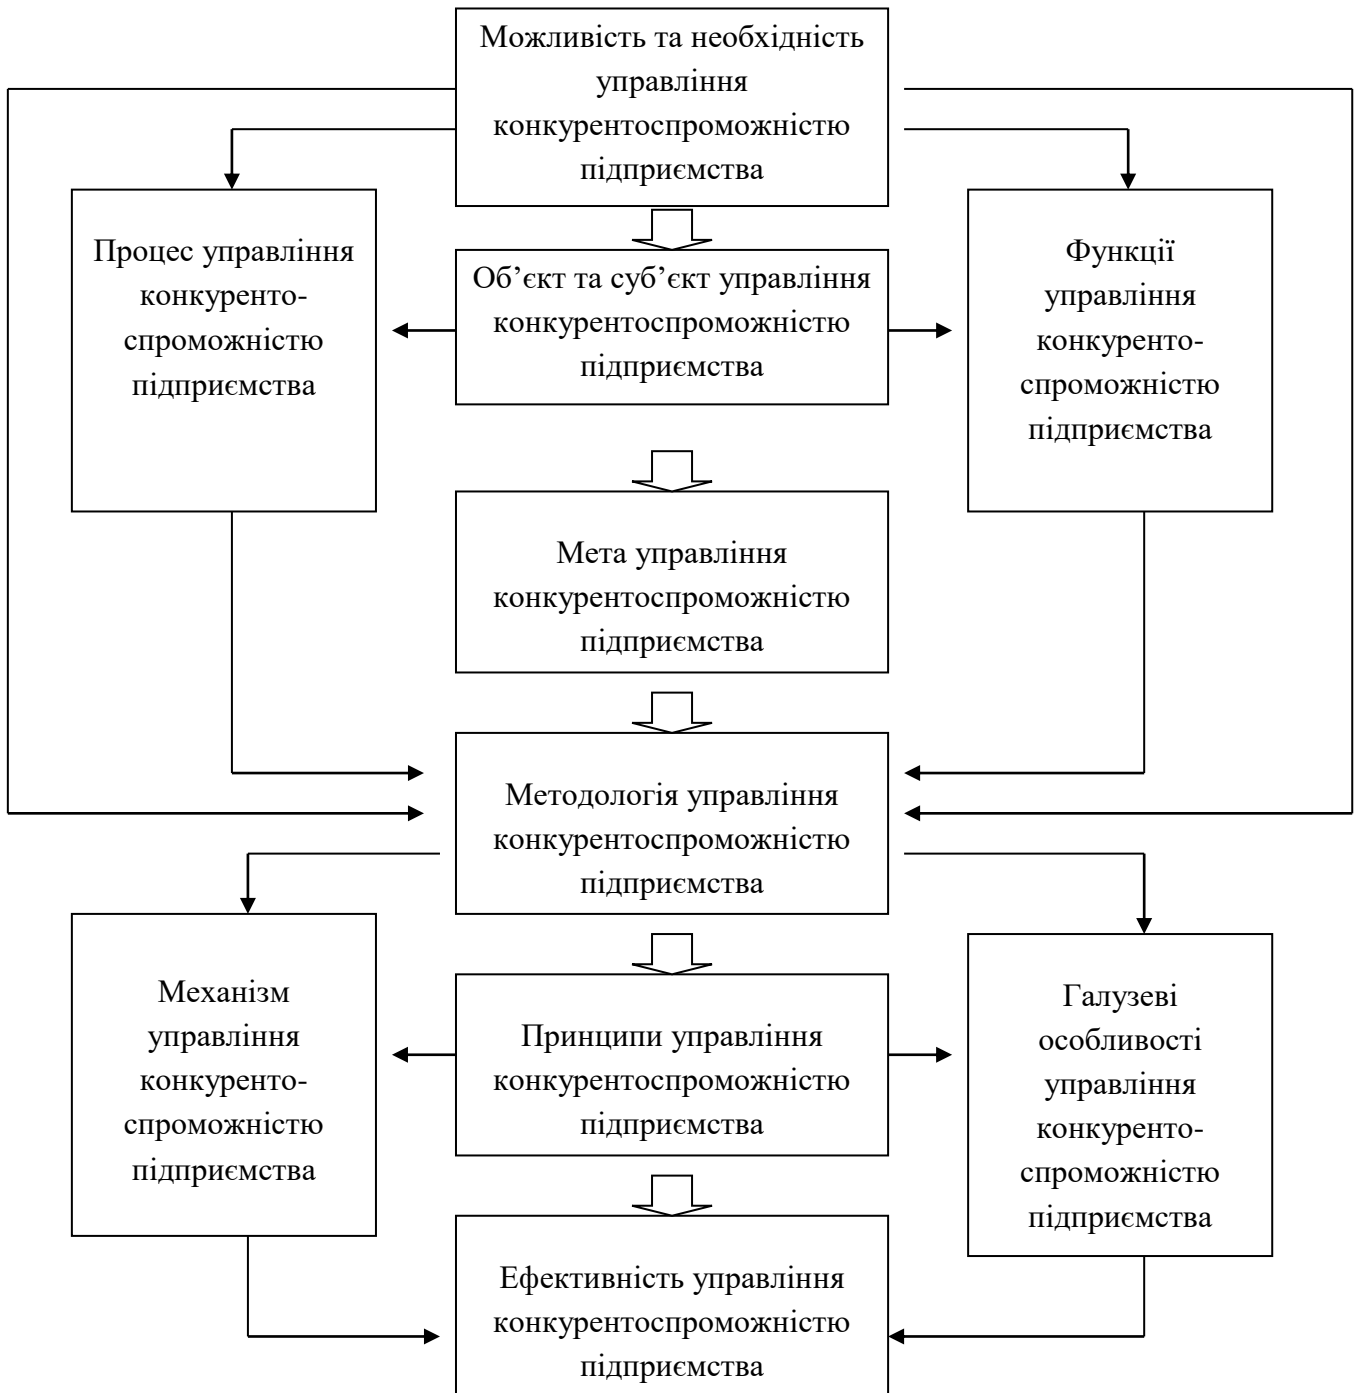 Можливість та необхідність
управління
конкурентоспроможністю
підприємства
Процес управління
конкуренто-
спроможністю
підприємства
Об’єкт та суб’єкт управління
конкурентоспроможністю
підприємства
Функції
управління
конкуренто-
спроможністю
підприємства
Мета управління
конкурентоспроможністю
підприємства
Методологія управління
конкурентоспроможністю
підприємства
Механізм
управління
конкуренто-
спроможністю
підприємства
Принципи управління
конкурентоспроможністю
підприємства
Галузеві
особливості
управління
конкуренто-
спроможністю
підприємства
Ефективність управління
конкурентоспроможністю
підприємства